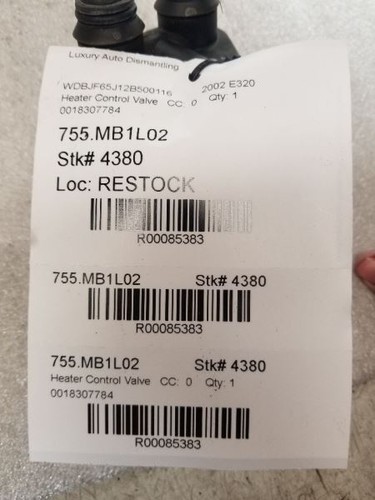 Luxury Auto Dismantling
WDBJF65J12B500116 2002 E320
Heater Control Valve CC: 0 Qty: 1
0018307784
755.MB1L02
Stk# 4380
Loc: RESTOCK
R00085383
755.MB1L02 Stk# 4380
R00085383
755.MB1L02 Stk# 4380
Heater Control Valve CC: 0 Qty: 1
0018307784
R00085383